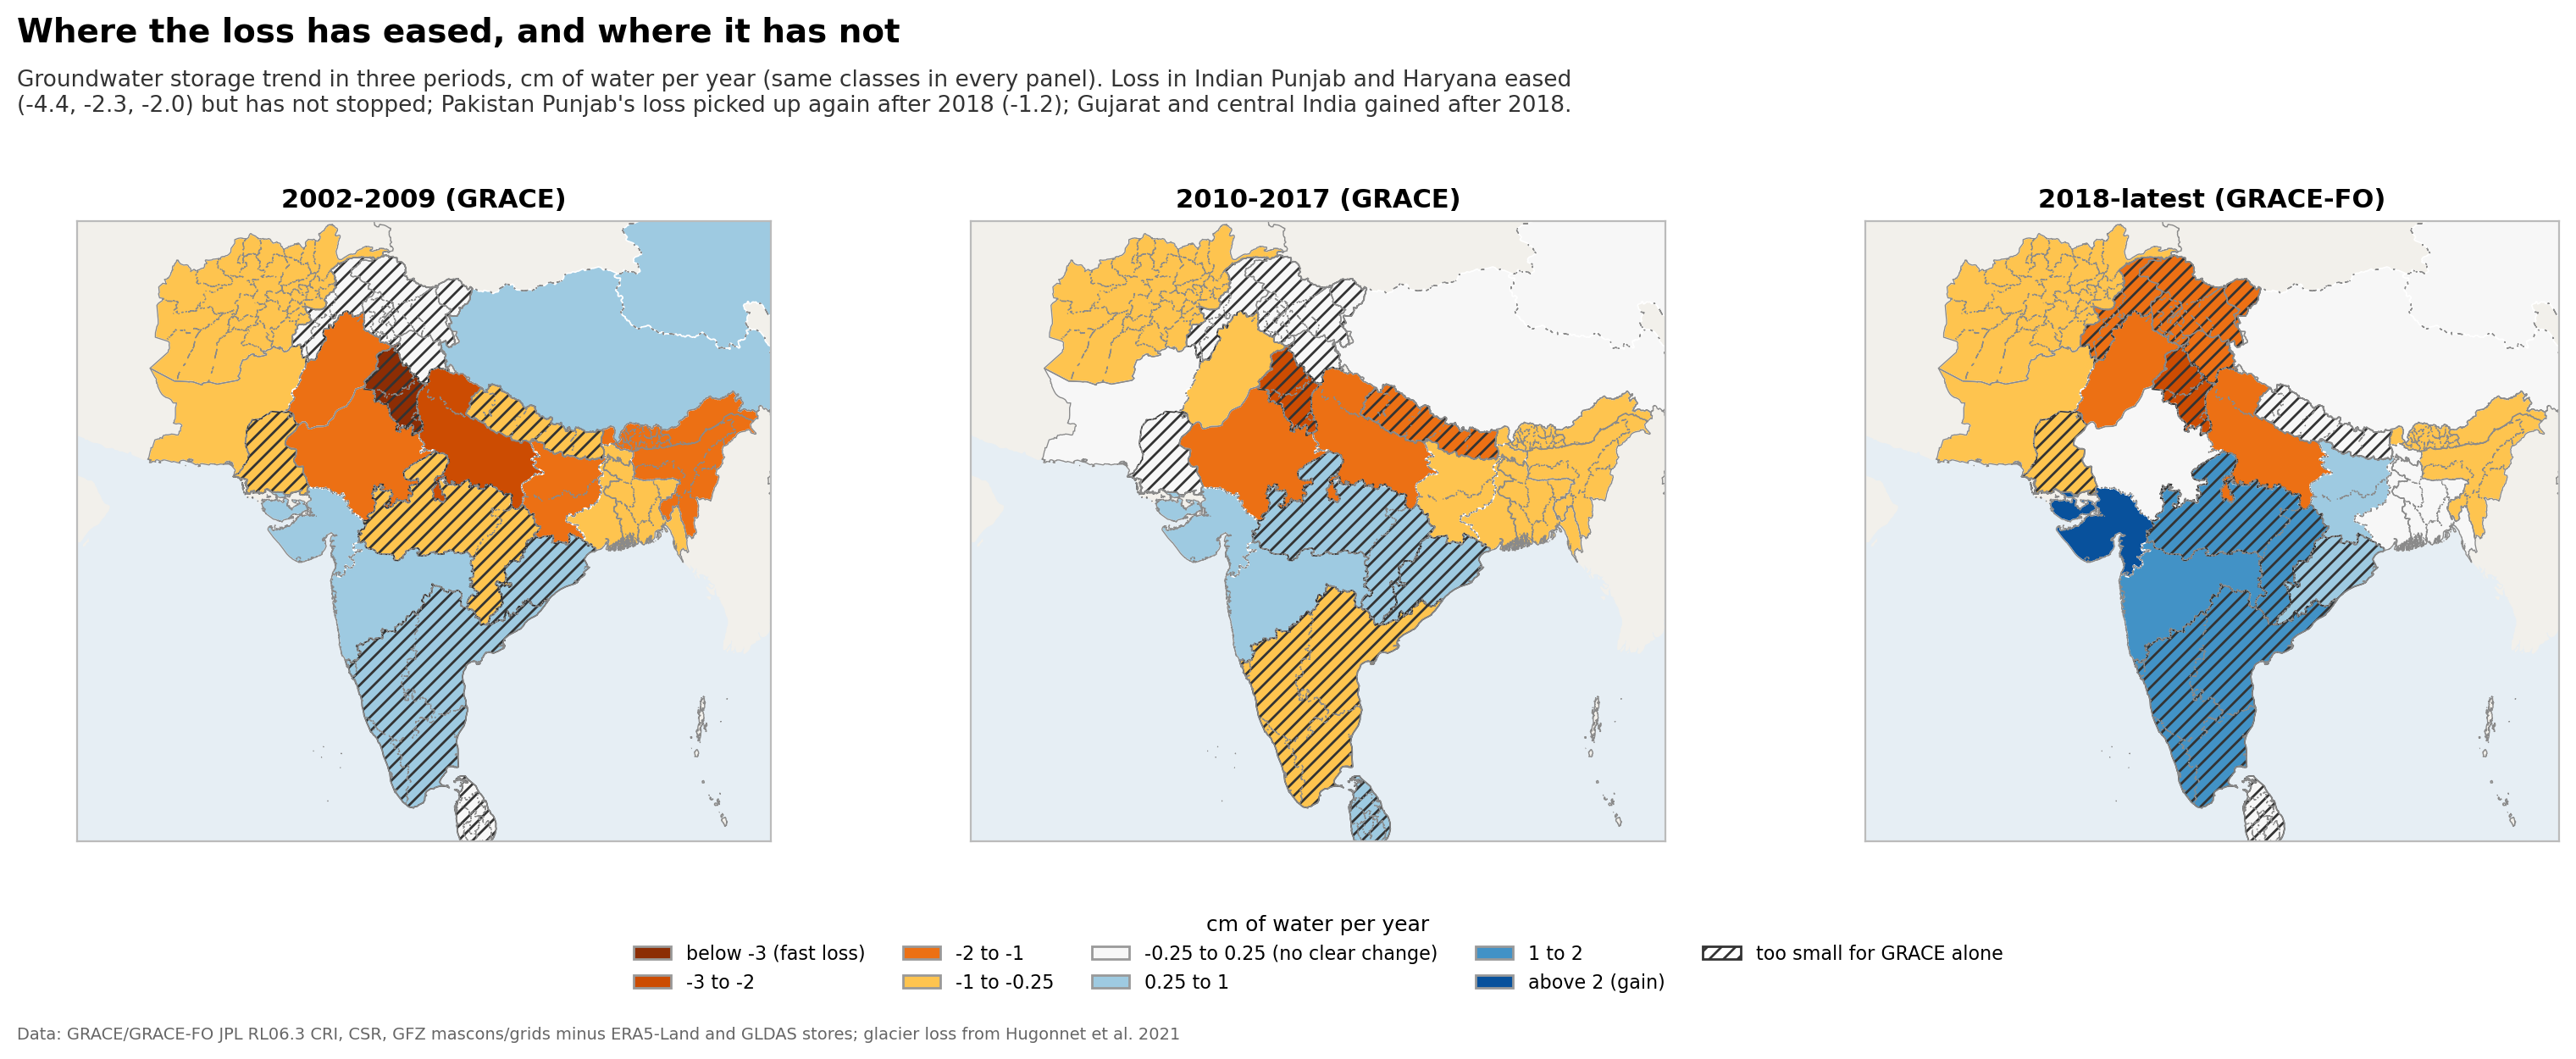 Where the loss has eased, and where it has not
Groundwater storage trend in three periods, cm of water per year (same classes in every panel). Loss in Indian Punjab and Haryana eased
(-4.4, -2.3, -2.0) but has not stopped; Pakistan Punjab's loss picked up again after 2018 (-1.2); Gujarat and central India gained after 2018.
2002-2009 (GRACE)
2010-2017 (GRACE)
2018-latest (GRACE-FO)
cm of water per year
below -3 (fast loss)
-3 to -2
-2 to -1
-1 to -0.25
-0.25 to 0.25 (no clear change)
0.25 to 1
1 to 2
above 2 (gain)
too small for GRACE alone
Data: GRACE/GRACE-FO JPL RL06.3 CRI, CSR, GFZ mascons/grids minus ERA5-Land and GLDAS stores; glacier loss from Hugonnet et al. 2021